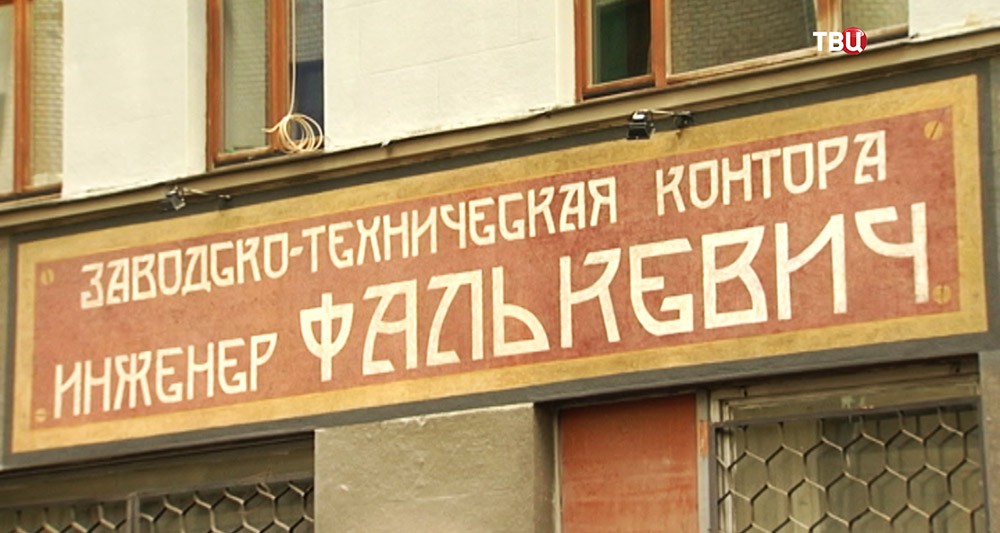 ТВЦ
ЗАВОДСКО-ТЕХНИЧЕСКАЯ КОНТОРА
ИНЖЕНЕР ФАЛЬКЕВИЧ